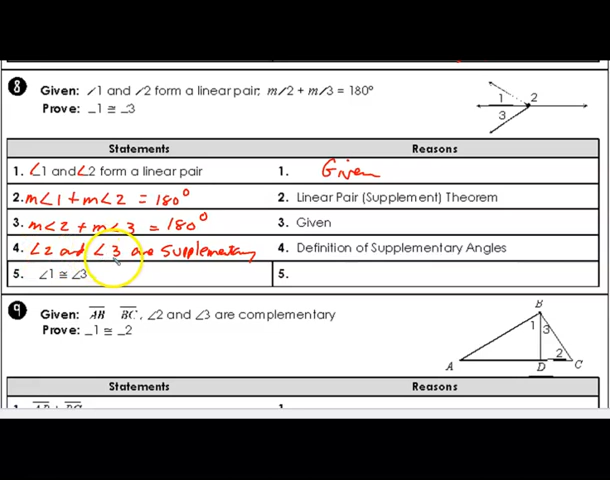 8 Given: ∠1 and ∠2 form a linear pair; m∠2 + m∠3 = 180°
Prove: ∠1 ≅ ∠3
1 2
3
Statements Reasons
1. ∠1 and ∠2 form a linear pair 1. Given
2. m∠1 + m∠2 = 180° 2. Linear Pair (Supplement) Theorem
3. m∠2 + m∠3 = 180° 3. Given
4. ∠2 and ∠3 are supplementary 4. Definition of Supplementary Angles
5. ∠1 ≅ ∠3 5.
9 Given: AB BC, ∠2 and ∠3 are complementary
Prove: ∠1 ≅ ∠2
B
1 3
2
A D C
Statements Reasons